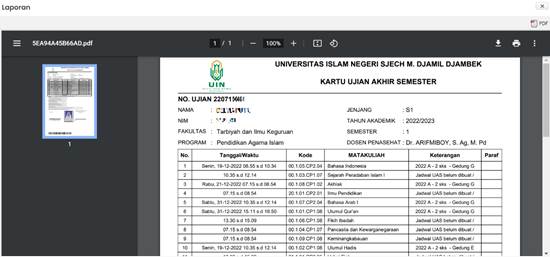 Laporan
PDF
5EA94A45B66AD.pdf
1 / 1
100%
1
UIN
UNIVERSITAS ISLAM NEGERI SJECH M. DJAMIL DJAMBEK
KARTU UJIAN AKHIR SEMESTER
NO. UJIAN
NAMA :
JENJANG : S1
NIM :
TAHUN AKADEMIK : 2022/2023
FAKULTAS : Tarbiyah dan Ilmu Keguruan
SEMESTER : 1
PROGRAM : Pendidikan Agama Islam
DOSEN PENASEHAT : Dr. ARIFMIBOY, S. Ag, M. Pd
No. Tanggal/Waktu Kode MATAKULIAH Keterangan Paraf
1 Senin, 19-12-2022 08.55 s.d 10.34 00.1.05.CP2.04 Bahasa Indonesia 2022 A - 2 sks - Gedung G
2 10.35 s.d 12.14 00.1.03.CP1.07 Sejarah Peradaban Islam I Jadwal UAS belum dibuat /
3 Rabu, 21-12-2022 07.15 s.d 08.54 00.1.08.CP1.02 Akhlak 2022 A - 2 sks - Gedung G
4 07.15 s.d 08.54 20.1.01.CP2.01 Ilmu Pendidikan Jadwal UAS belum dibuat /
5 Sabtu, 31-12-2022 10.35 s.d 12.14 00.1.07.CP2.04 Bahasa Arab I 2022 A - 2 sks - Gedung G
6 Sabtu, 31-12-2022 15.11 s.d 16.50 00.1.01.CP1.08 Ulumul Qur'an 2022 A - 2 sks - Gedung G
7 13.30 s.d 15.09 00.1.06.CP1.08 Fikih Ibadah Jadwal UAS belum dibuat /
8 07.15 s.d 08.54 00.1.04.CP1.07 Pancasila dan Kewarganegaraan Jadwal UAS belum dibuat /
9 07.15 s.d 08.54 00.1.09.CP1.08 Keminangkabauan Jadwal UAS belum dibuat /
10 Senin, 19-12-2022 10.35 s.d 12.14 00.1.02.CP1.08 Ulumul Hadis 2022 A - 2 sks - Gedung E